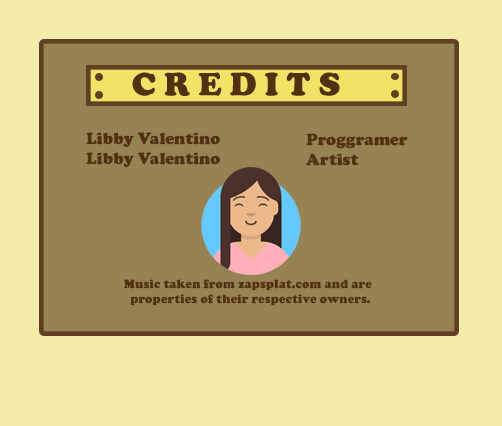 CREDITS
Libby Valentino Proggramer
Libby Valentino Artist
Music taken from zapsplat.com and are
properties of their respective owners.